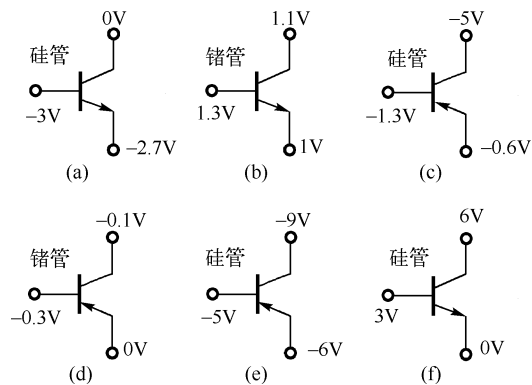 0V
硅管
−3V
−2.7V
(a)
1.1V
锗管
1.3V
1V
(b)
−5V
硅管
−1.3V
−0.6V
(c)
−0.1V
锗管
−0.3V
0V
(d)
−9V
硅管
−5V
−6V
(e)
6V
硅管
3V
0V
(f)